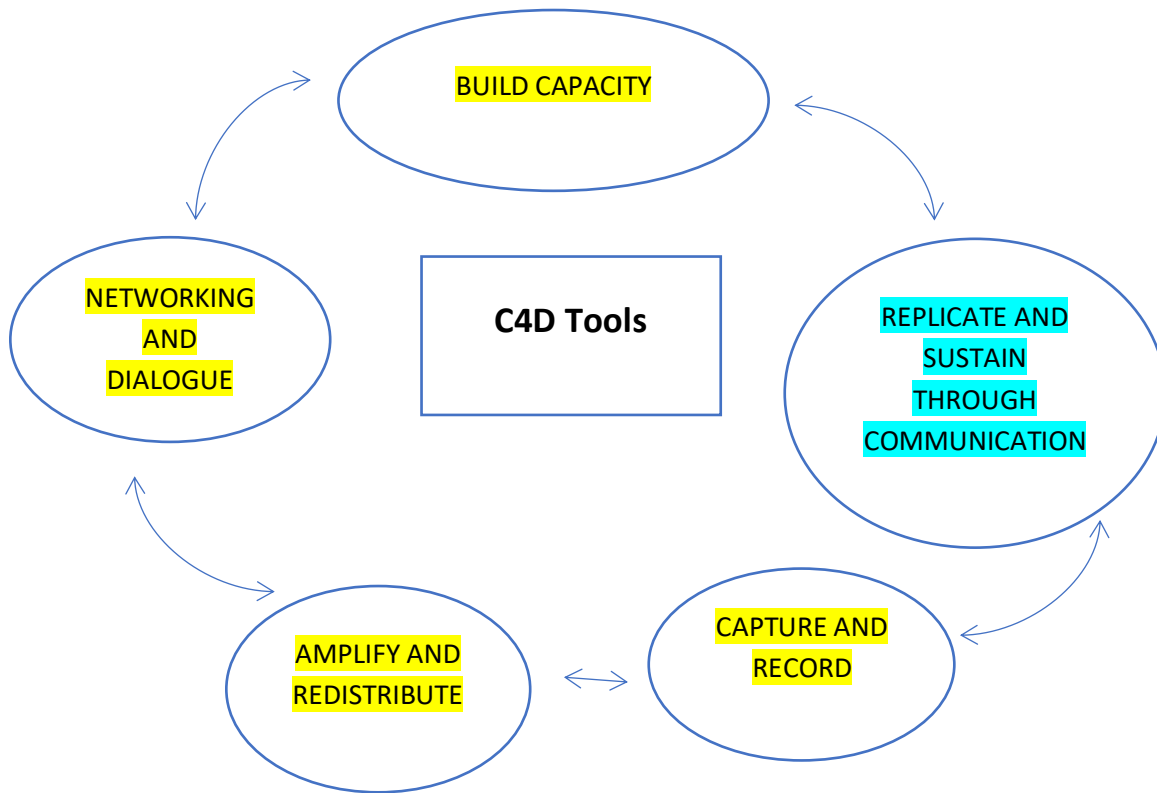 BUILD CAPACITY
NETWORKING
AND
DIALOGUE
C4D Tools
REPLICATE AND
SUSTAIN
THROUGH
COMMUNICATION
AMPLIFY AND
REDISTRIBUTE
CAPTURE AND
RECORD